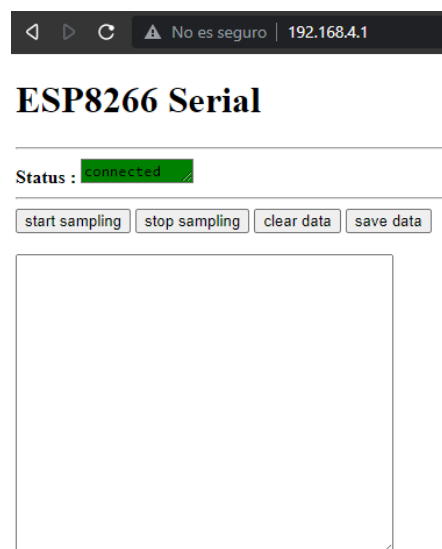 No es seguro | 192.168.4.1
ESP8266 Serial
Status : connected
start sampling stop sampling clear data save data